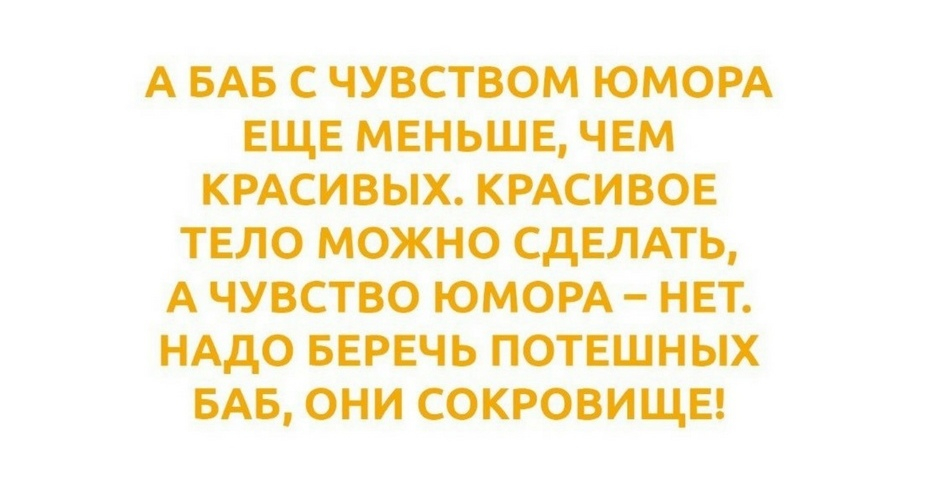 А БАБ С ЧУВСТВОМ ЮМОРА
ЕЩЕ МЕНЬШЕ, ЧЕМ
КРАСИВЫХ. КРАСИВОЕ
ТЕЛО МОЖНО СДЕЛАТЬ,
А ЧУВСТВО ЮМОРА – НЕТ.
НАДО БЕРЕЧЬ ПОТЕШНЫХ
БАБ, ОНИ СОКРОВИЩЕ!